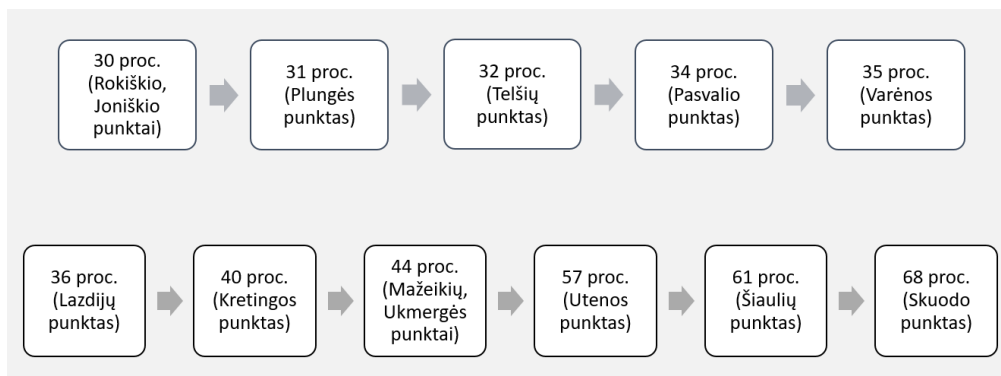 30 proc.
(Rokiškio,
Joniškio
punktai)
31 proc.
(Plungės
punktas)
32 proc.
(Telšių
punktas)
34 proc.
(Pasvalio
punktas)
35 proc.
(Varėnos
punktas)
36 proc.
(Lazdijų
punktas)
40 proc.
(Kretingos
punktas)
44 proc.
(Mažeikių,
Ukmergės
punktai)
57 proc.
(Utenos
punktas)
61 proc.
(Šiaulių
punktas)
68 proc.
(Skuodo
punktas)